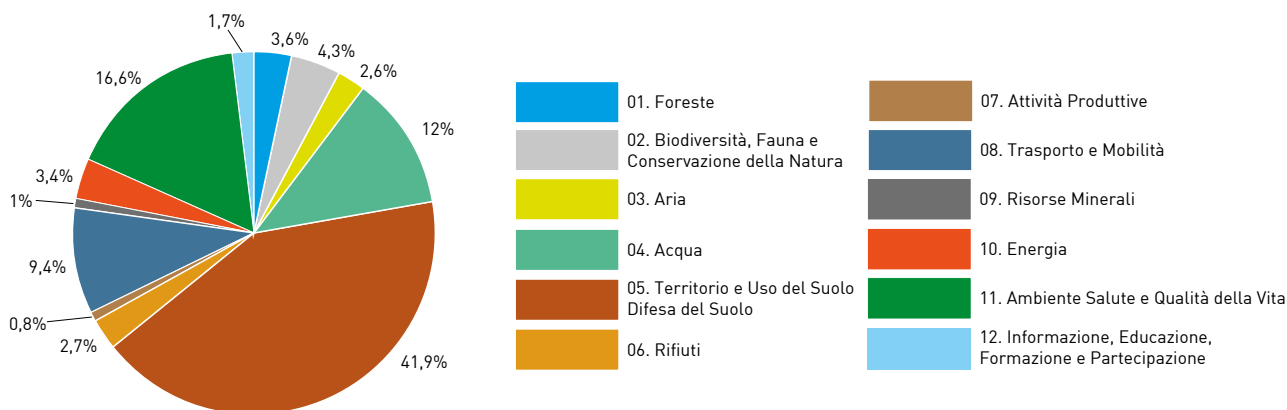 1,7%
3,6%
4,3%
2,6%
12%
41,9%
2,7%
0,8%
9,4%
1%
3,4%
16,6%
01. Foreste
02. Biodiversità, Fauna e
Conservazione della Natura
03. Aria
04. Acqua
05. Territorio e Uso del Suolo
Difesa del Suolo
06. Rifiuti
07. Attività Produttive
08. Trasporto e Mobilità
09. Risorse Minerali
10. Energia
11. Ambiente Salute e Qualità della Vita
12. Informazione, Educazione,
Formazione e Partecipazione